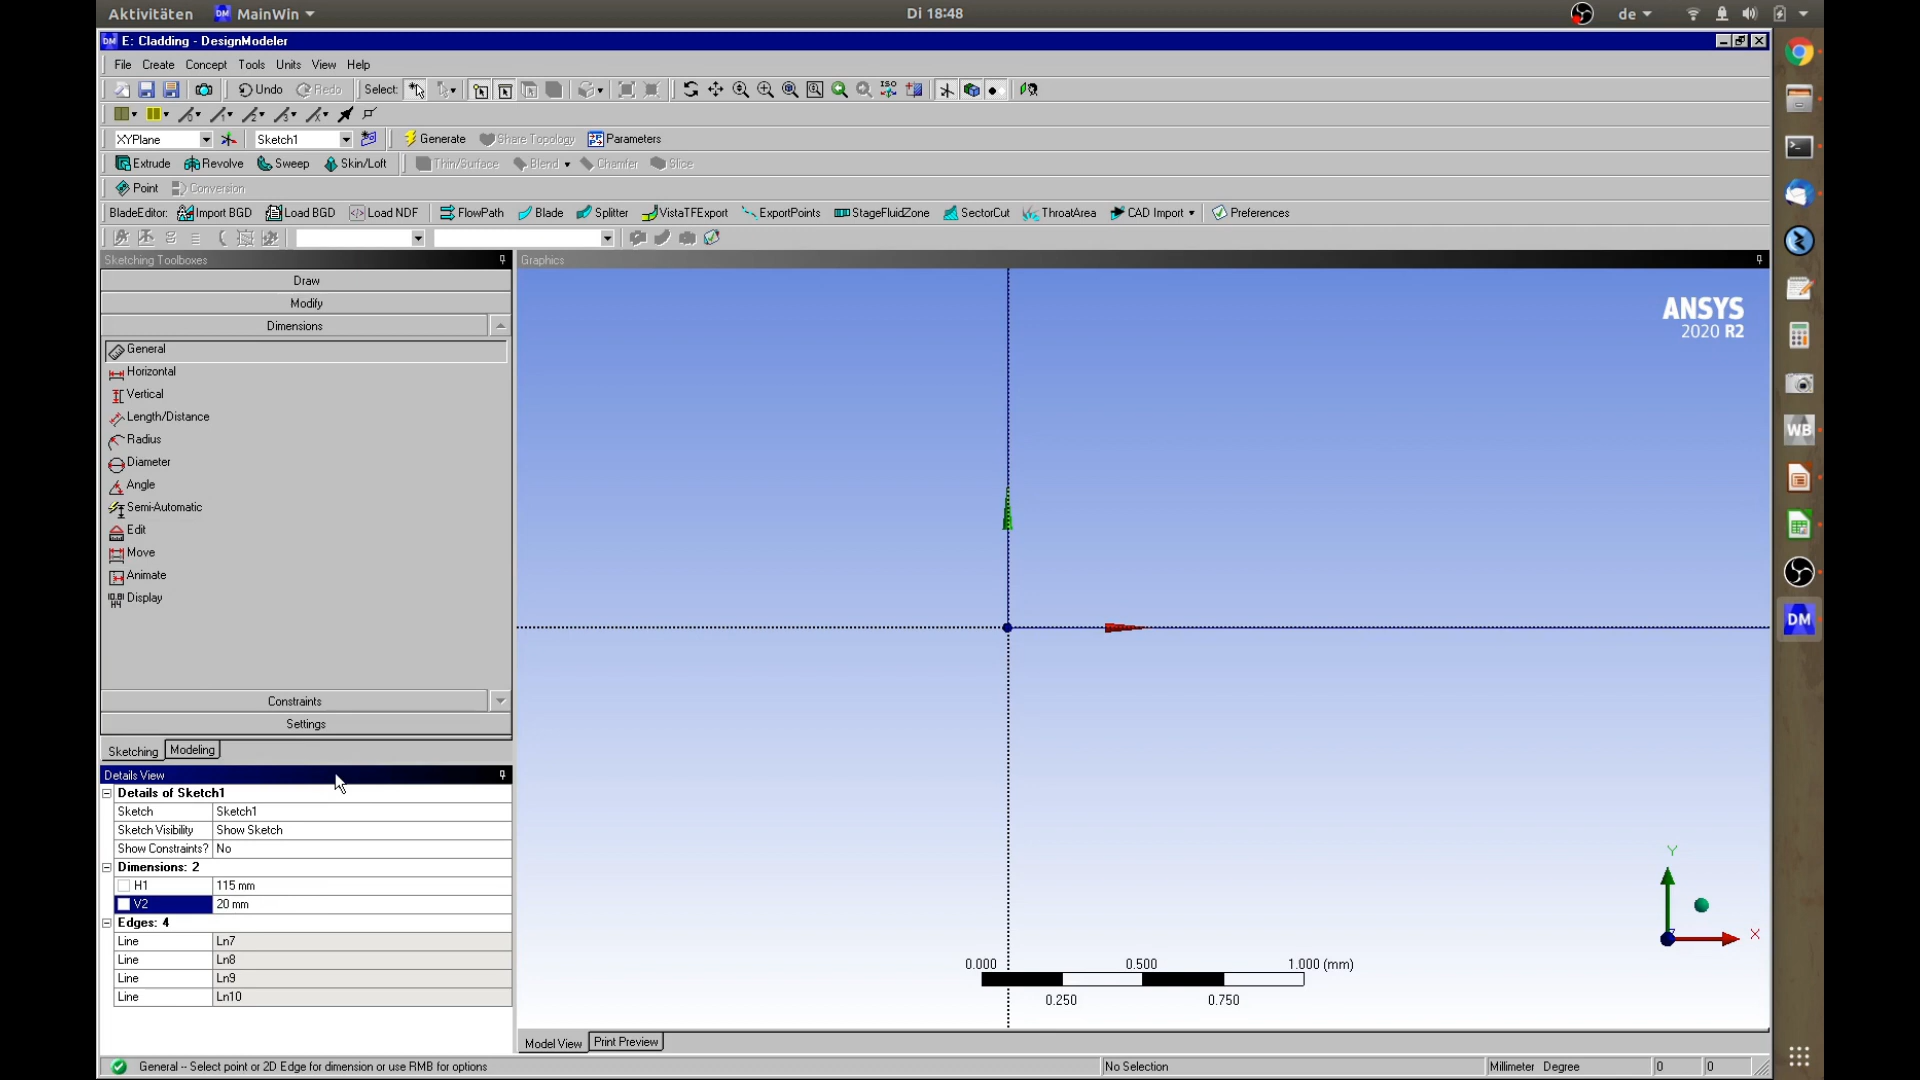 Aktivitäten MainWin Di 18:48 de
DM E: Cladding - DesignModeler
File Create Concept Tools Units View Help
Undo Redo Select: ISO
XYPlane Sketch1 Generate Share Topology Parameters
Extrude Revolve Sweep Skin/Loft Thin/Surface Blend Chamfer Slice
Point Conversion
BladeEditor: Import BGD Load BGD Load NDF FlowPath Blade Splitter VistaTFExport ExportPoints StageFluidZone SectorCut ThroatArea CAD Import Preferences
Sketching Toolboxes
Draw
Modify
Dimensions
General
Horizontal
Vertical
Length/Distance
Radius
Diameter
Angle
Semi-Automatic
Edit
Move
Animate
Display
Constraints
Settings
Sketching Modeling
Details View
Details of Sketch1
Sketch Sketch1
Sketch Visibility Show Sketch
Show Constraints? No
Dimensions: 2
H1 115 mm
V2 20 mm
Edges: 4
Line Ln7
Line Ln8
Line Ln9
Line Ln10
Graphics
ANSYS
2020 R2
Y
X
0.000 0.500 1.000 (mm)
0.250 0.750
Model View Print Preview
General -- Select point or 2D Edge for dimension or use RMB for options No Selection Millimeter Degree 0 0
WB
DM